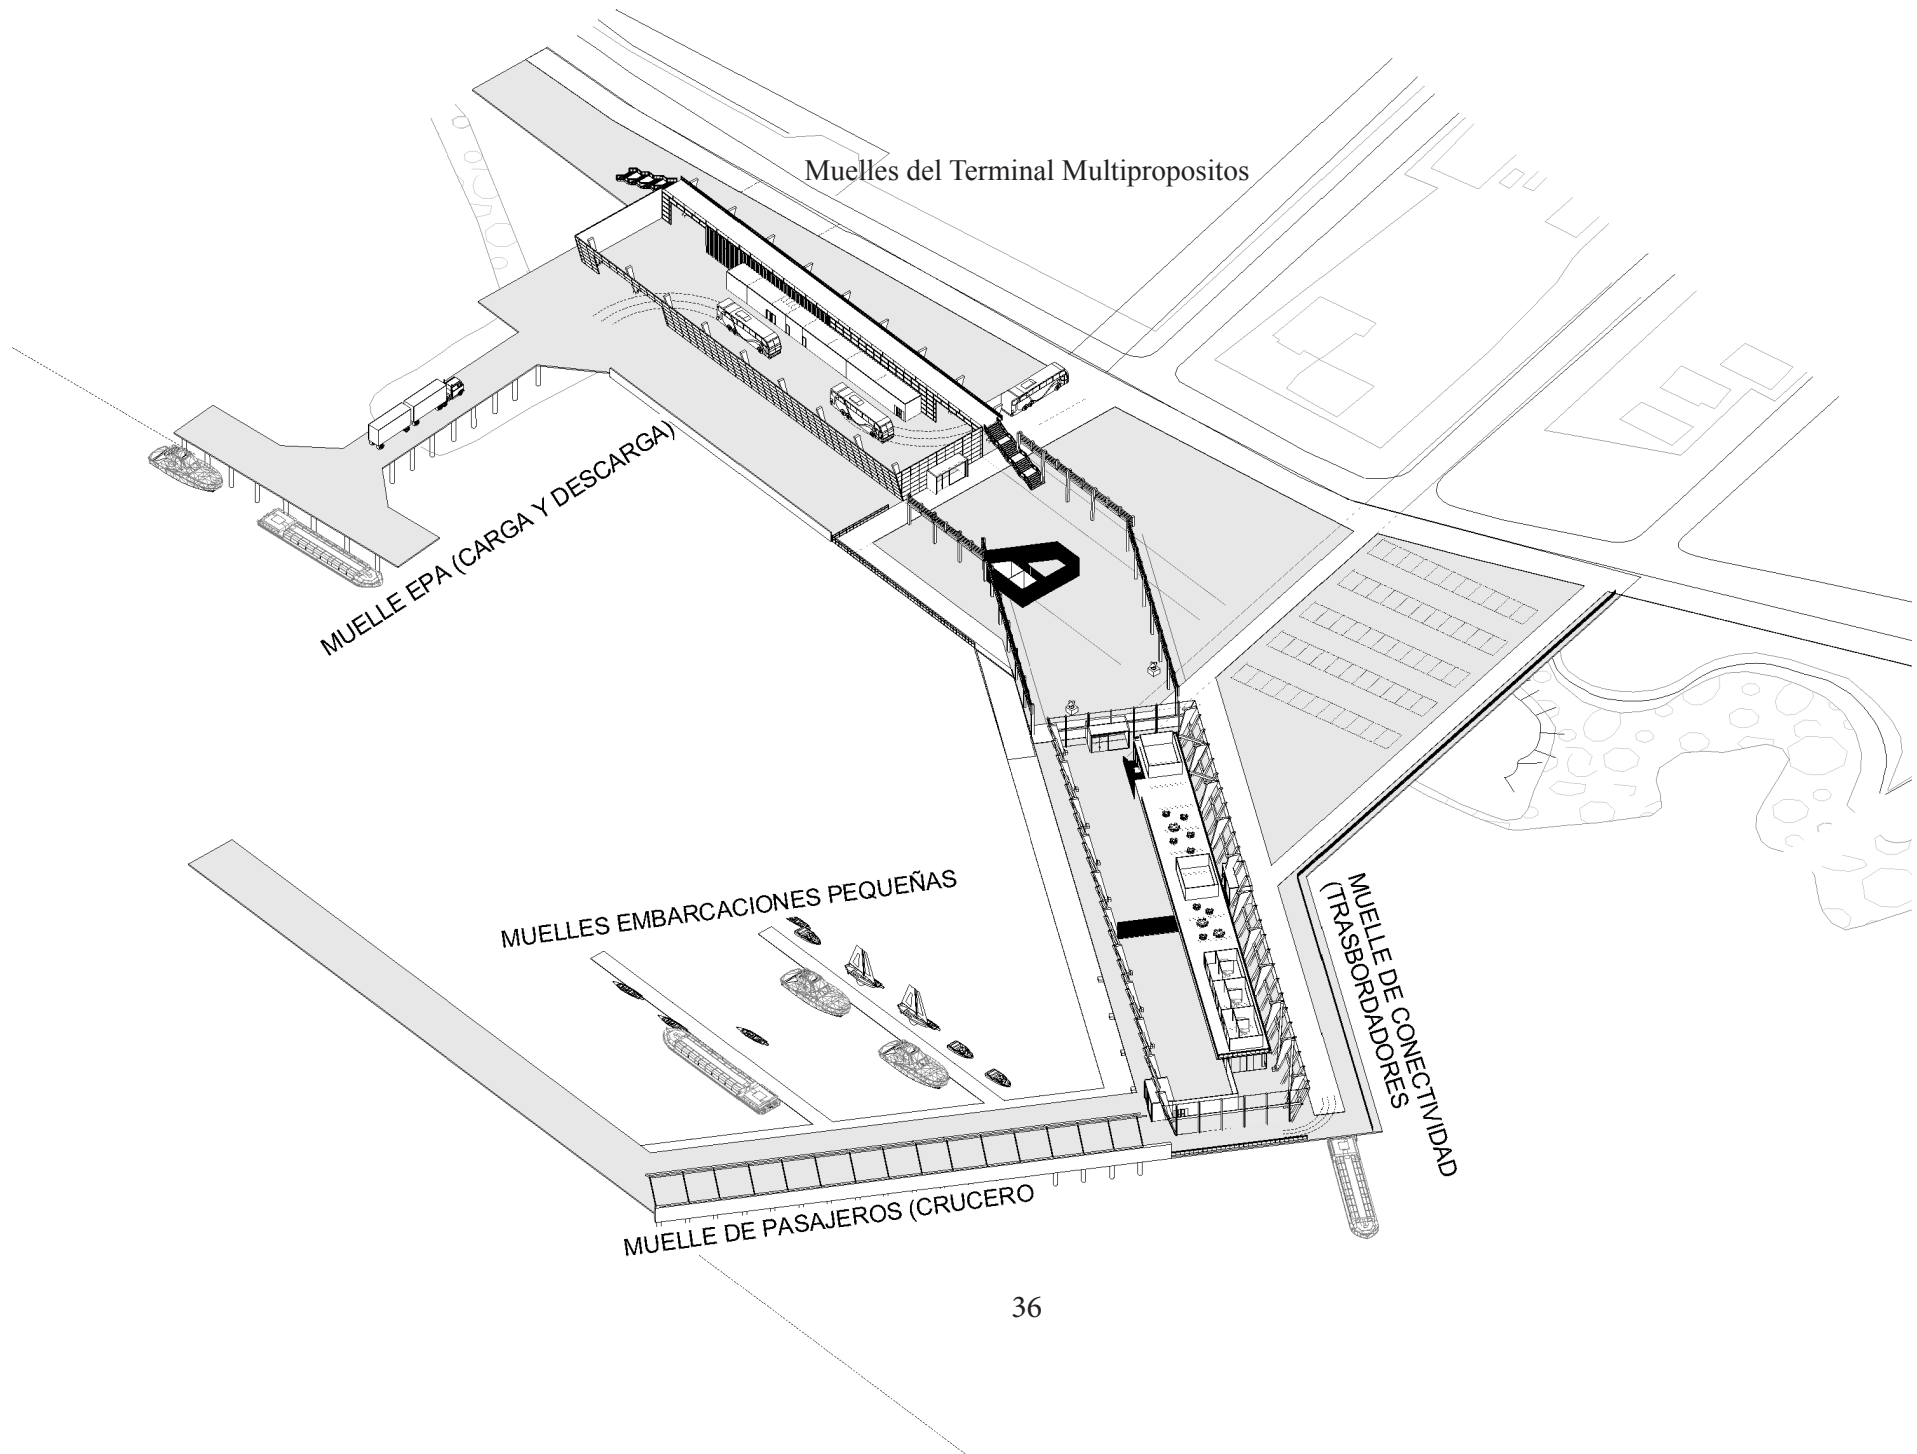 Muelles del Terminal Multipropositos
MUELLE EPA (CARGA Y DESCARGA)
MUELLES EMBARCACIONES PEQUEÑAS
MUELLE DE CONECTIVIDAD
(TRASBORDADORES
MUELLE DE PASAJEROS (CRUCERO
36